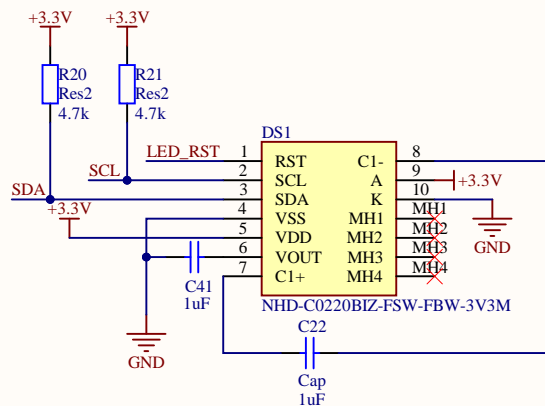 +3.3V
+3.3V
R20
Res2
4.7k
R21
Res2
4.7k
DS1
LED_RST
SCL
SDA
+3.3V
1
2
3
4
5
6
7
RST
SCL
SDA
VSS
VDD
VOUT
C1+
C1-
A
K
MH1
MH2
MH3
MH4
8
9
10
MH1
MH2
MH3
MH4
+3.3V
GND
C41
1uF
NHD-C0220BIZ-FSW-FBW-3V3M
GND
C22
Cap
1uF